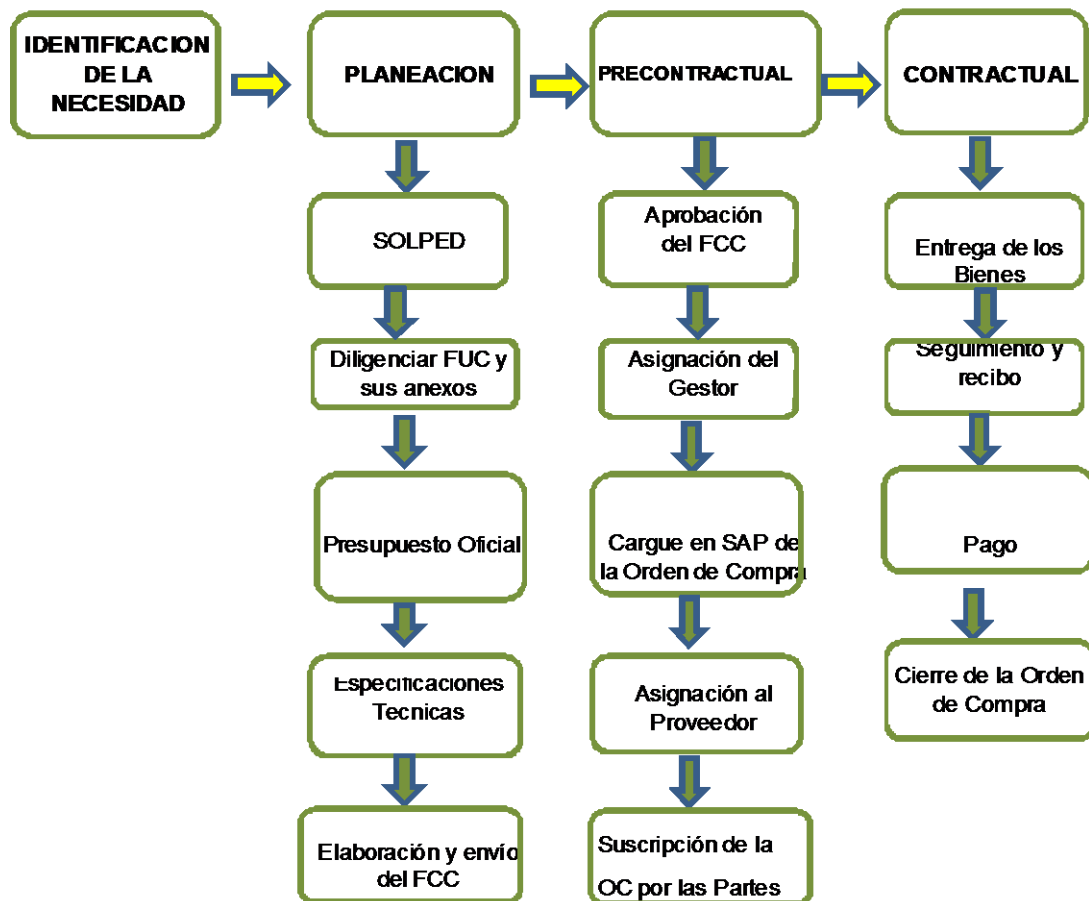 IDENTIFICACION
DE LA
NECESIDAD
PLANEACION
PRECONTRACTUAL
CONTRACTUAL
SOLPED
Diligenciar FUC y
sus anexos
Presupuesto Oficial
Especificaciones
Tecnicas
Elaboración y envío
del FCC
Aprobación
del FCC
Asignación del
Gestor
Cargue en SAP de
la Orden de Compra
Asignación al
Proveedor
Suscripción de la
OC por las Partes
Entrega de los
Bienes
Seguimiento y
recibo
Pago
Cierre de la Orden
de Compra